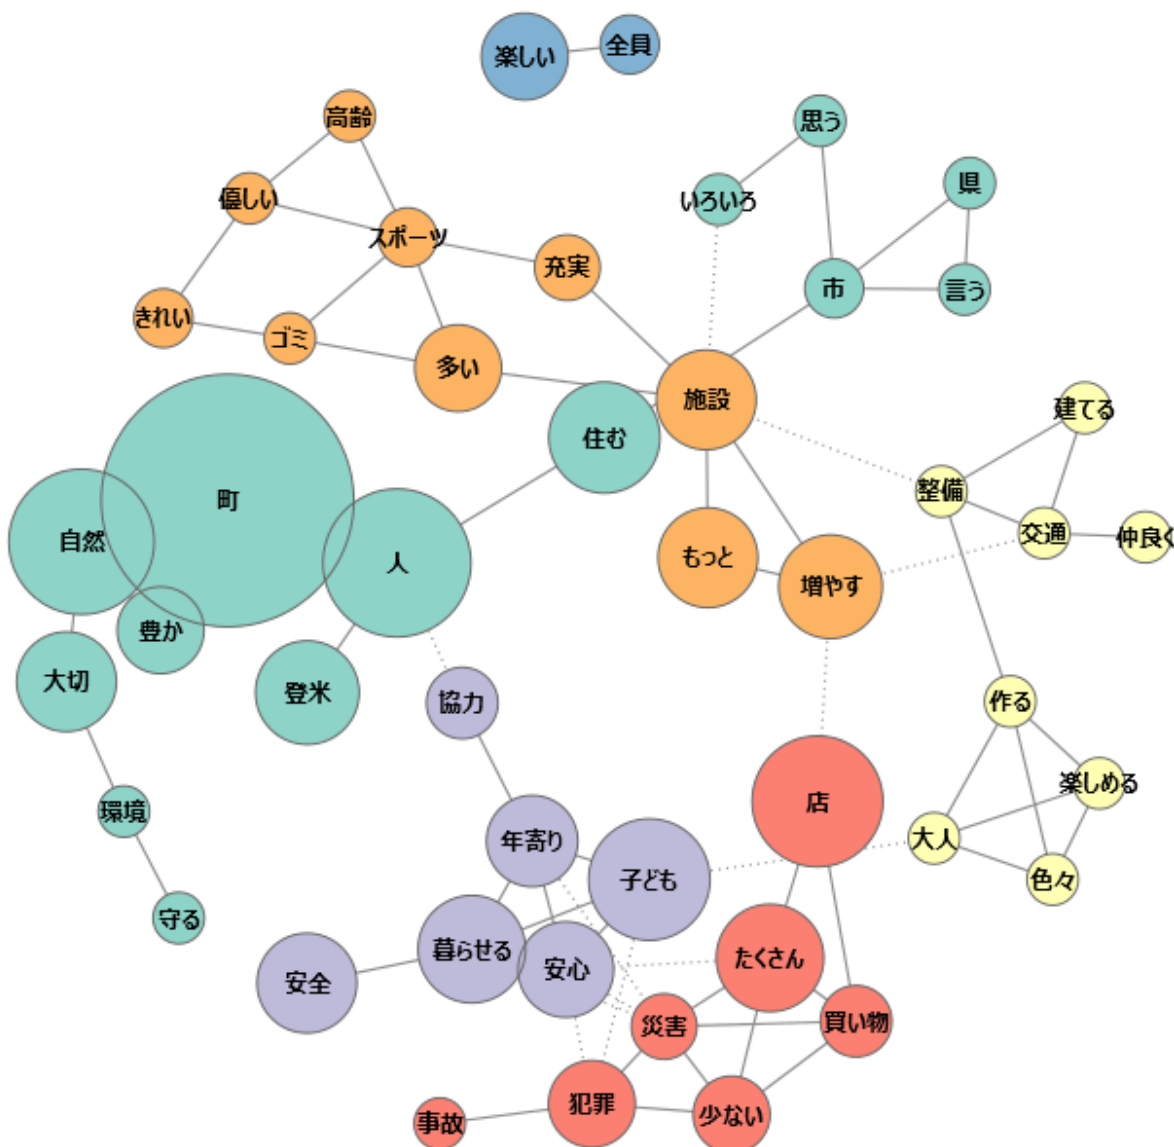 楽しい
全員
高齢
思う
優しい
いろいろ
県
スポーツ
充実
市
言う
きれい
ゴミ
多い
施設
建てる
住む
町
整備
自然
人
もっと
増やす
交通
仲良く
豊か
大切
登米
協力
作る
環境
店
楽しめる
年寄り
大人
子ども
色々
守る
暮らせる
安心
たくさん
安全
災害
買い物
犯罪
少ない
事故